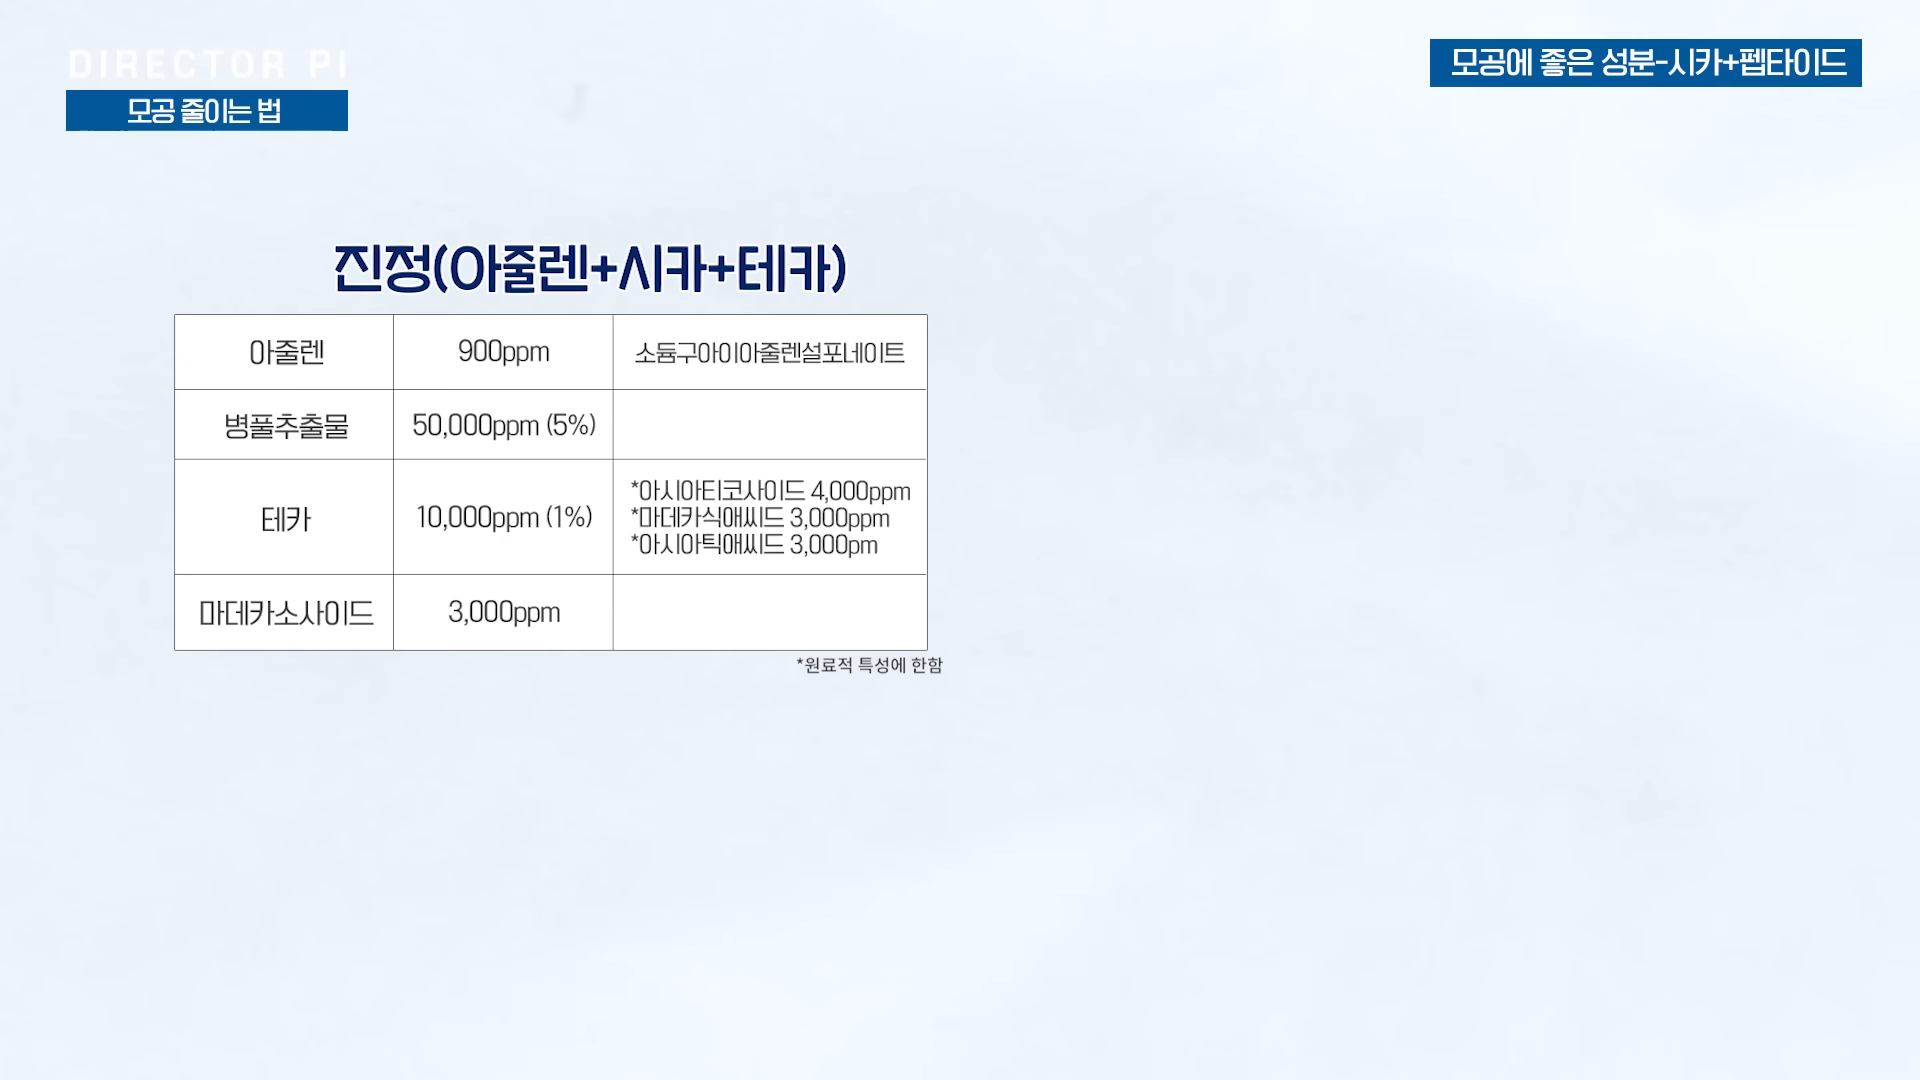 DIRECTOR PI
모공 줄이는 법
모공에 좋은 성분-시카+펩타이드
진정(아줄렌+시카+테카)
아줄렌 900ppm 소듐구아이아줄렌설포네이트
병풀추출물 50,000ppm (5%)
테카 10,000ppm (1%)
*아시아티코사이드 4,000ppm
*마데카식애씨드 3,000ppm
*아시아틱애씨드 3,000pm
마데카소사이드 3,000ppm
*원료적 특성에 한함